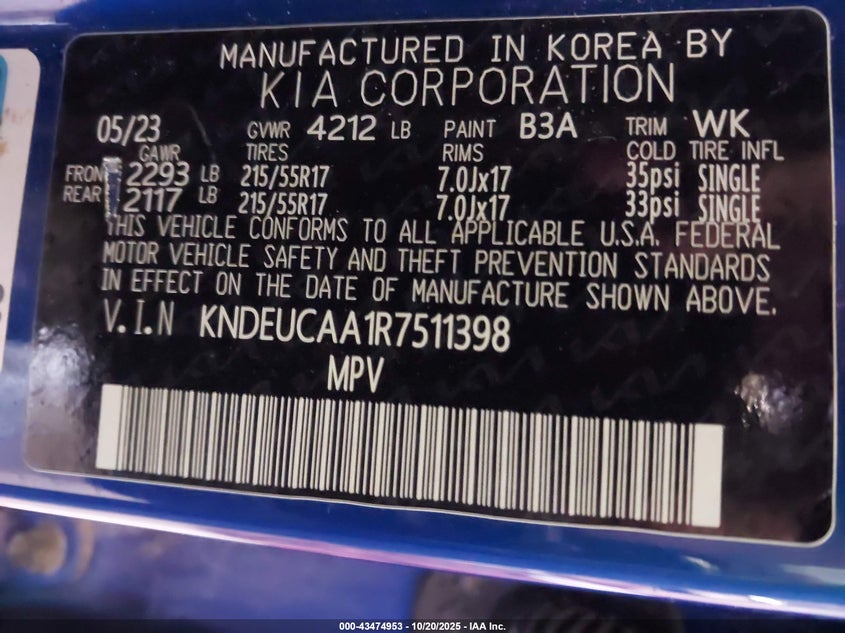 MANUFACTURED IN KOREA BY
KIA CORPORATION
05/23 GVWR 4212 LB PAINT B3A TRIM WK
GAWR TIRES RIMS COLD TIRE INFL
FRONT 2293 LB 215/55R17 7.0Jx17 35psi SINGLE
REAR 2117 LB 215/55R17 7.0Jx17 33psi SINGLE
THIS VEHICLE CONFORMS TO ALL APPLICABLE U.S.A. FEDERAL
MOTOR VEHICLE SAFETY AND THEFT PREVENTION STANDARDS
IN EFFECT ON THE DATE OF MANUFACTURE SHOWN ABOVE.
V.I.N KNDEUCAA1R7511398
MPV
000-43474953 | 10/20/2025 - IAA Inc.